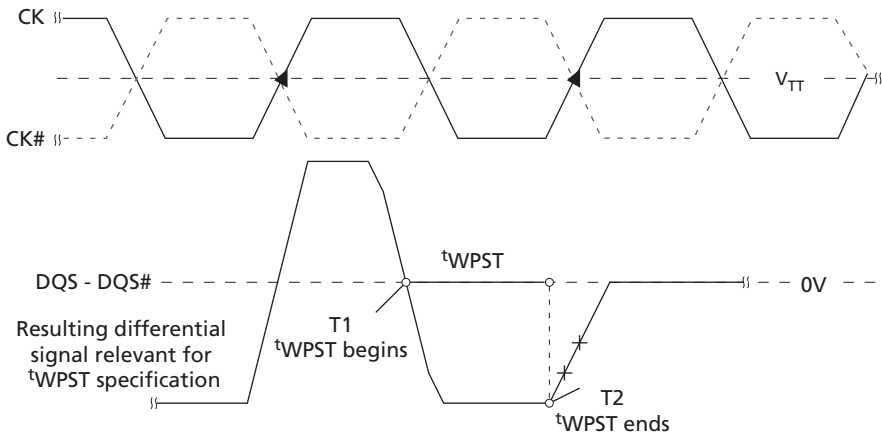 CK
V_TT
CK#
tWPST
DQS - DQS#
0V
T1
tWPST begins
Resulting differential
signal relevant for
tWPST specification
T2
tWPST ends